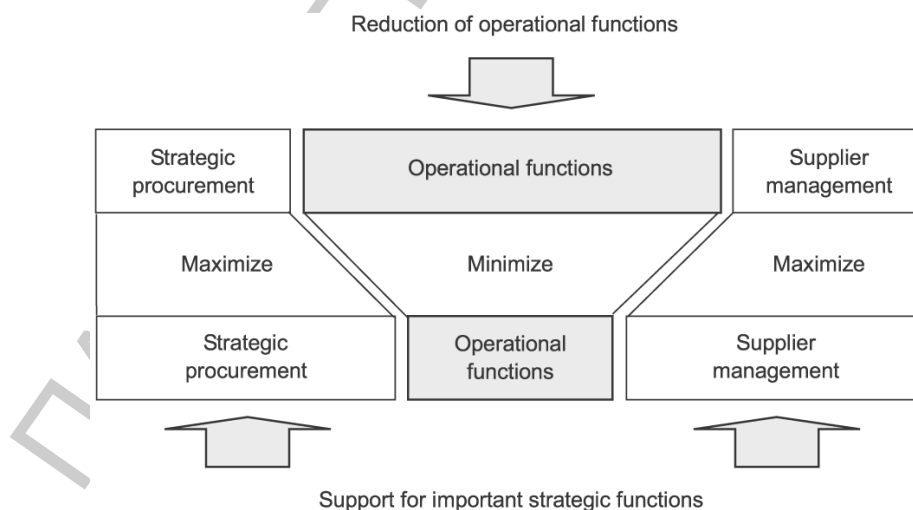 Reduction of operational functions
Strategic
procurement
Operational functions
Supplier
management
Maximize
Minimize
Maximize
Strategic
procurement
Operational
functions
Supplier
management
Support for important strategic functions